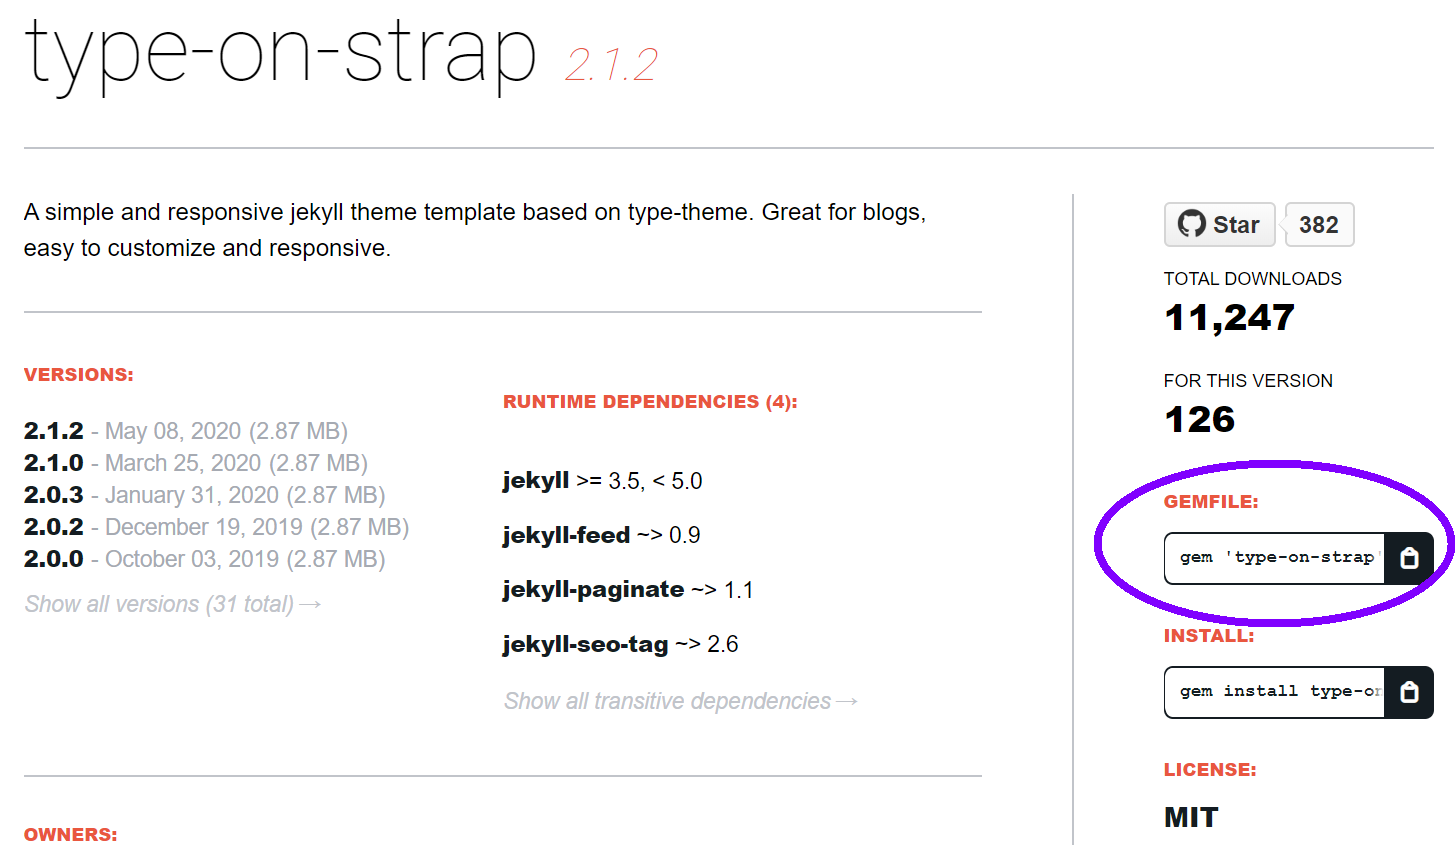 type-on-strap 2.1.2
A simple and responsive jekyll theme template based on type-theme. Great for blogs,
easy to customize and responsive.
VERSIONS:
2.1.2 - May 08, 2020 (2.87 MB)
2.1.0 - March 25, 2020 (2.87 MB)
2.0.3 - January 31, 2020 (2.87 MB)
2.0.2 - December 19, 2019 (2.87 MB)
2.0.0 - October 03, 2019 (2.87 MB)
Show all versions (31 total) →
RUNTIME DEPENDENCIES (4):
jekyll >= 3.5, < 5.0
jekyll-feed ~> 0.9
jekyll-paginate ~> 1.1
jekyll-seo-tag ~> 2.6
Show all transitive dependencies →
OWNERS:
Star 382
TOTAL DOWNLOADS
11,247
FOR THIS VERSION
126
GEMFILE:
gem 'type-on-strap'
INSTALL:
gem install type-on
LICENSE:
MIT